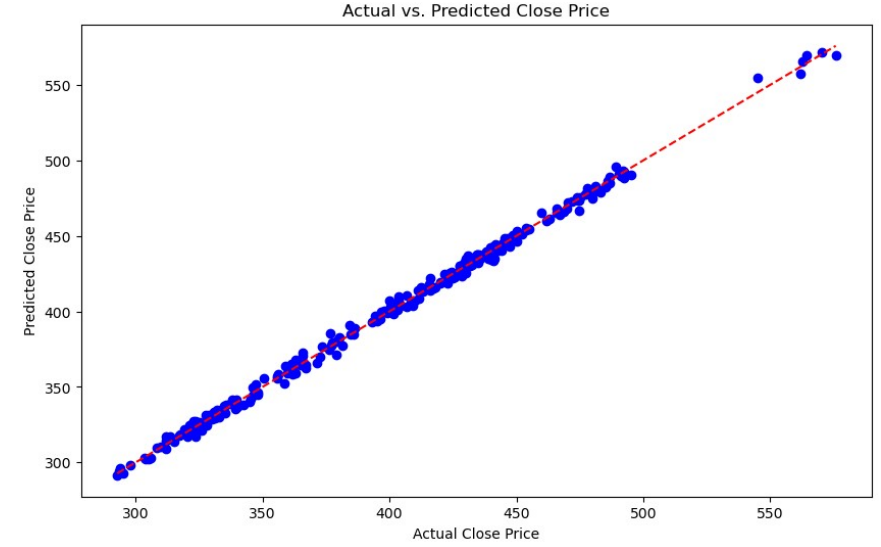 Actual vs. Predicted Close Price
Predicted Close Price
550
500
450
400
350
300
300 350 400 450 500 550
Actual Close Price